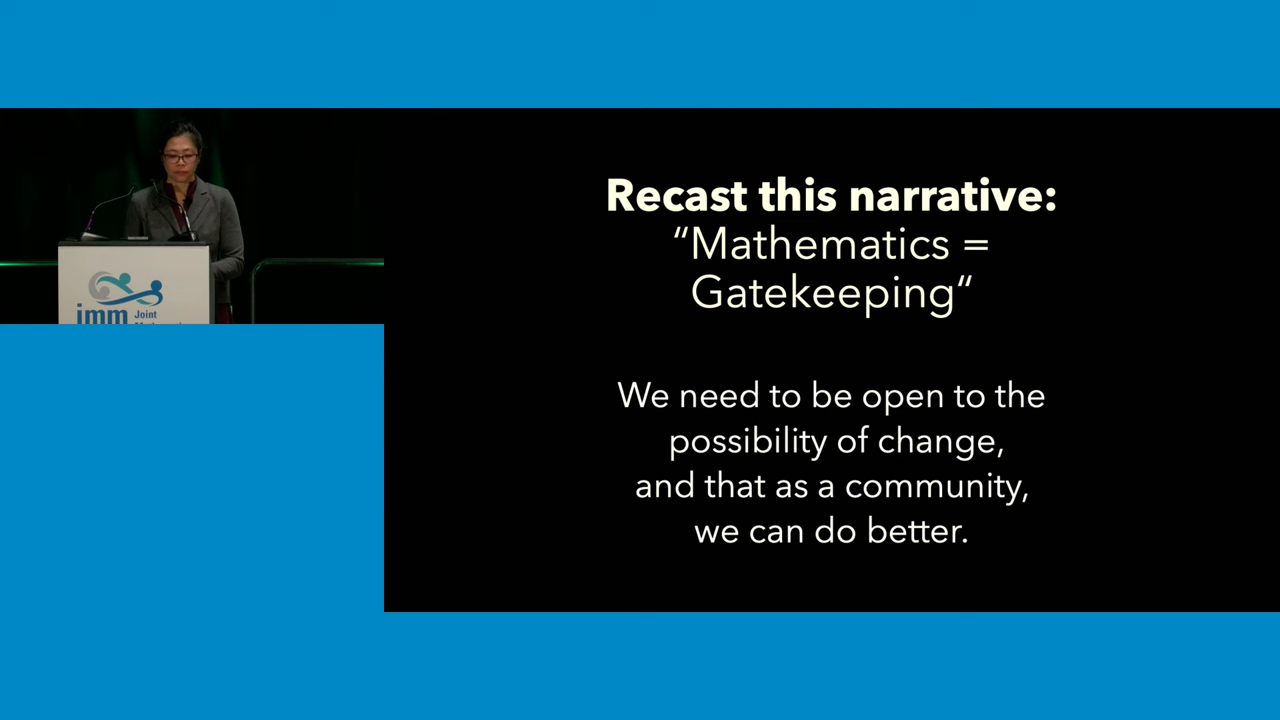 Recast this narrative:
“Mathematics =
Gatekeeping“
We need to be open to the
possibility of change,
and that as a community,
we can do better.
jmm
Joint